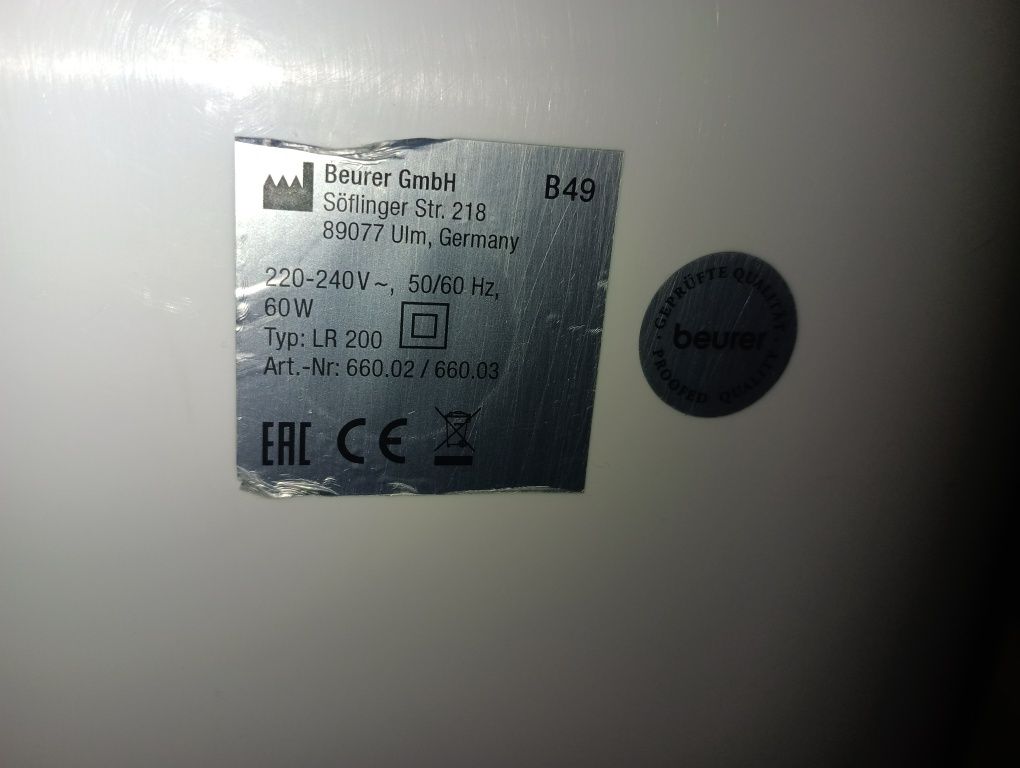 Beurer GmbH
Söflinger Str. 218
89077 Ulm, Germany
B49
220-240V ~, 50/60 Hz,
60W
Typ: LR 200
Art.-Nr: 660.02 / 660.03
EAC CE
· GEPRÜFTE QUALITÄT ·
beurer
PROOFED QUALITY